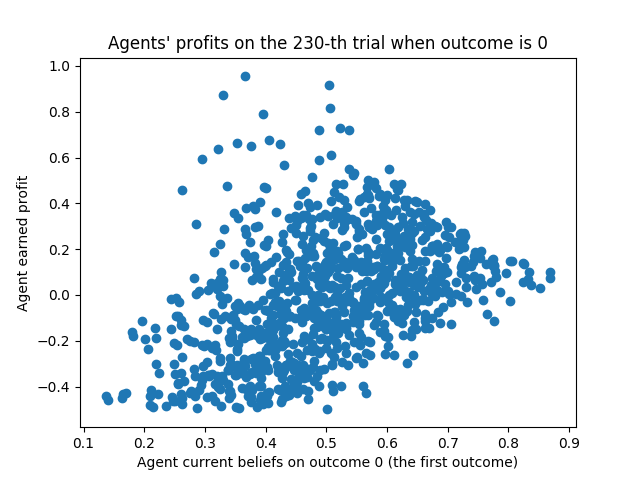 Agents' profits on the 230-th trial when outcome is 0
Agent earned profit
1.0
0.8
0.6
0.4
0.2
0.0
−0.2
−0.4
0.1 0.2 0.3 0.4 0.5 0.6 0.7 0.8 0.9
Agent current beliefs on outcome 0 (the first outcome)